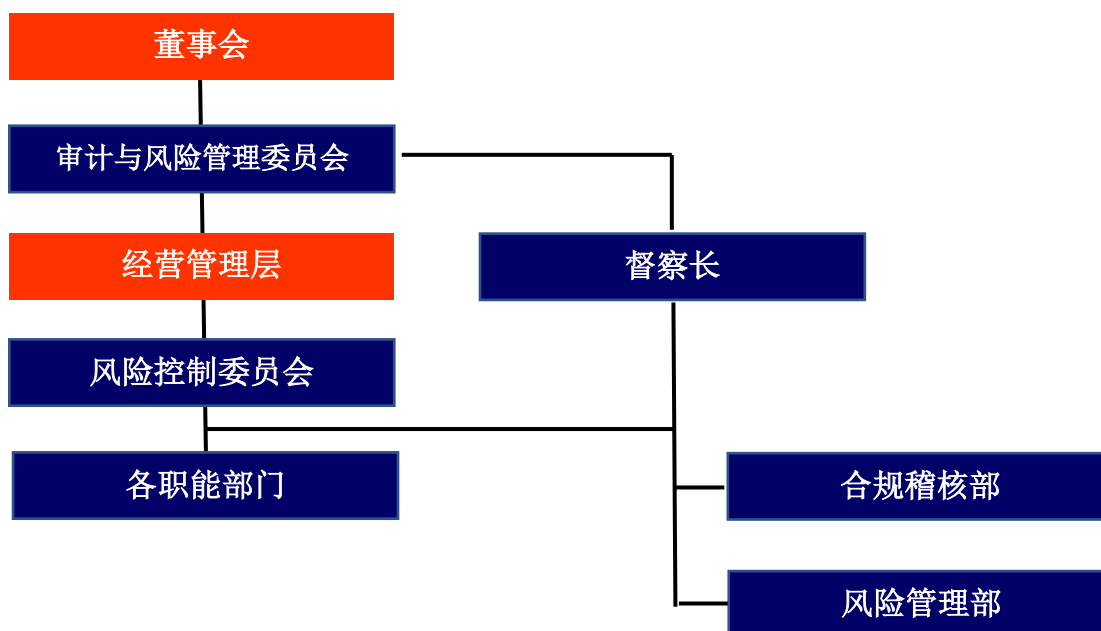 董事会
审计与风险管理委员会
经营管理层
督察长
风险控制委员会
各职能部门
合规稽核部
风险管理部